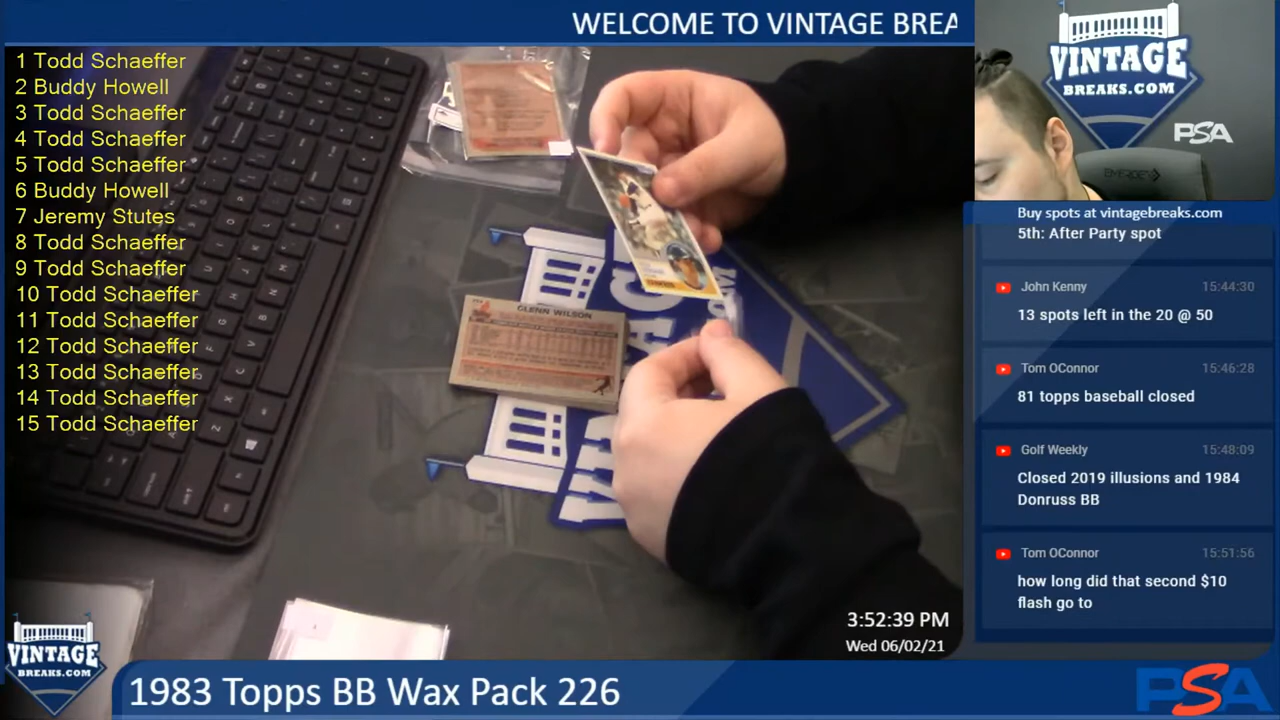 WELCOME TO VINTAGE BREA
1 Todd Schaeffer
2 Buddy Howell
3 Todd Schaeffer
4 Todd Schaeffer
5 Todd Schaeffer
6 Buddy Howell
7 Jeremy Stutes
8 Todd Schaeffer
9 Todd Schaeffer
10 Todd Schaeffer
11 Todd Schaeffer
12 Todd Schaeffer
13 Todd Schaeffer
14 Todd Schaeffer
15 Todd Schaeffer
GLENN WILSON
VINTAGE
BREAKS.COM
PSA
Buy spots at vintagebreaks.com
5th: After Party spot
John Kenny 15:44:30
13 spots left in the 20 @ 50
Tom OConnor 15:46:28
81 topps baseball closed
Golf Weekly 15:48:09
Closed 2019 illusions and 1984
Donruss BB
Tom OConnor 15:51:56
how long did that second $10
flash go to
3:52:39 PM
Wed 06/02/21
VINTAGE
BREAKS.COM
1983 Topps BB Wax Pack 226
PSA